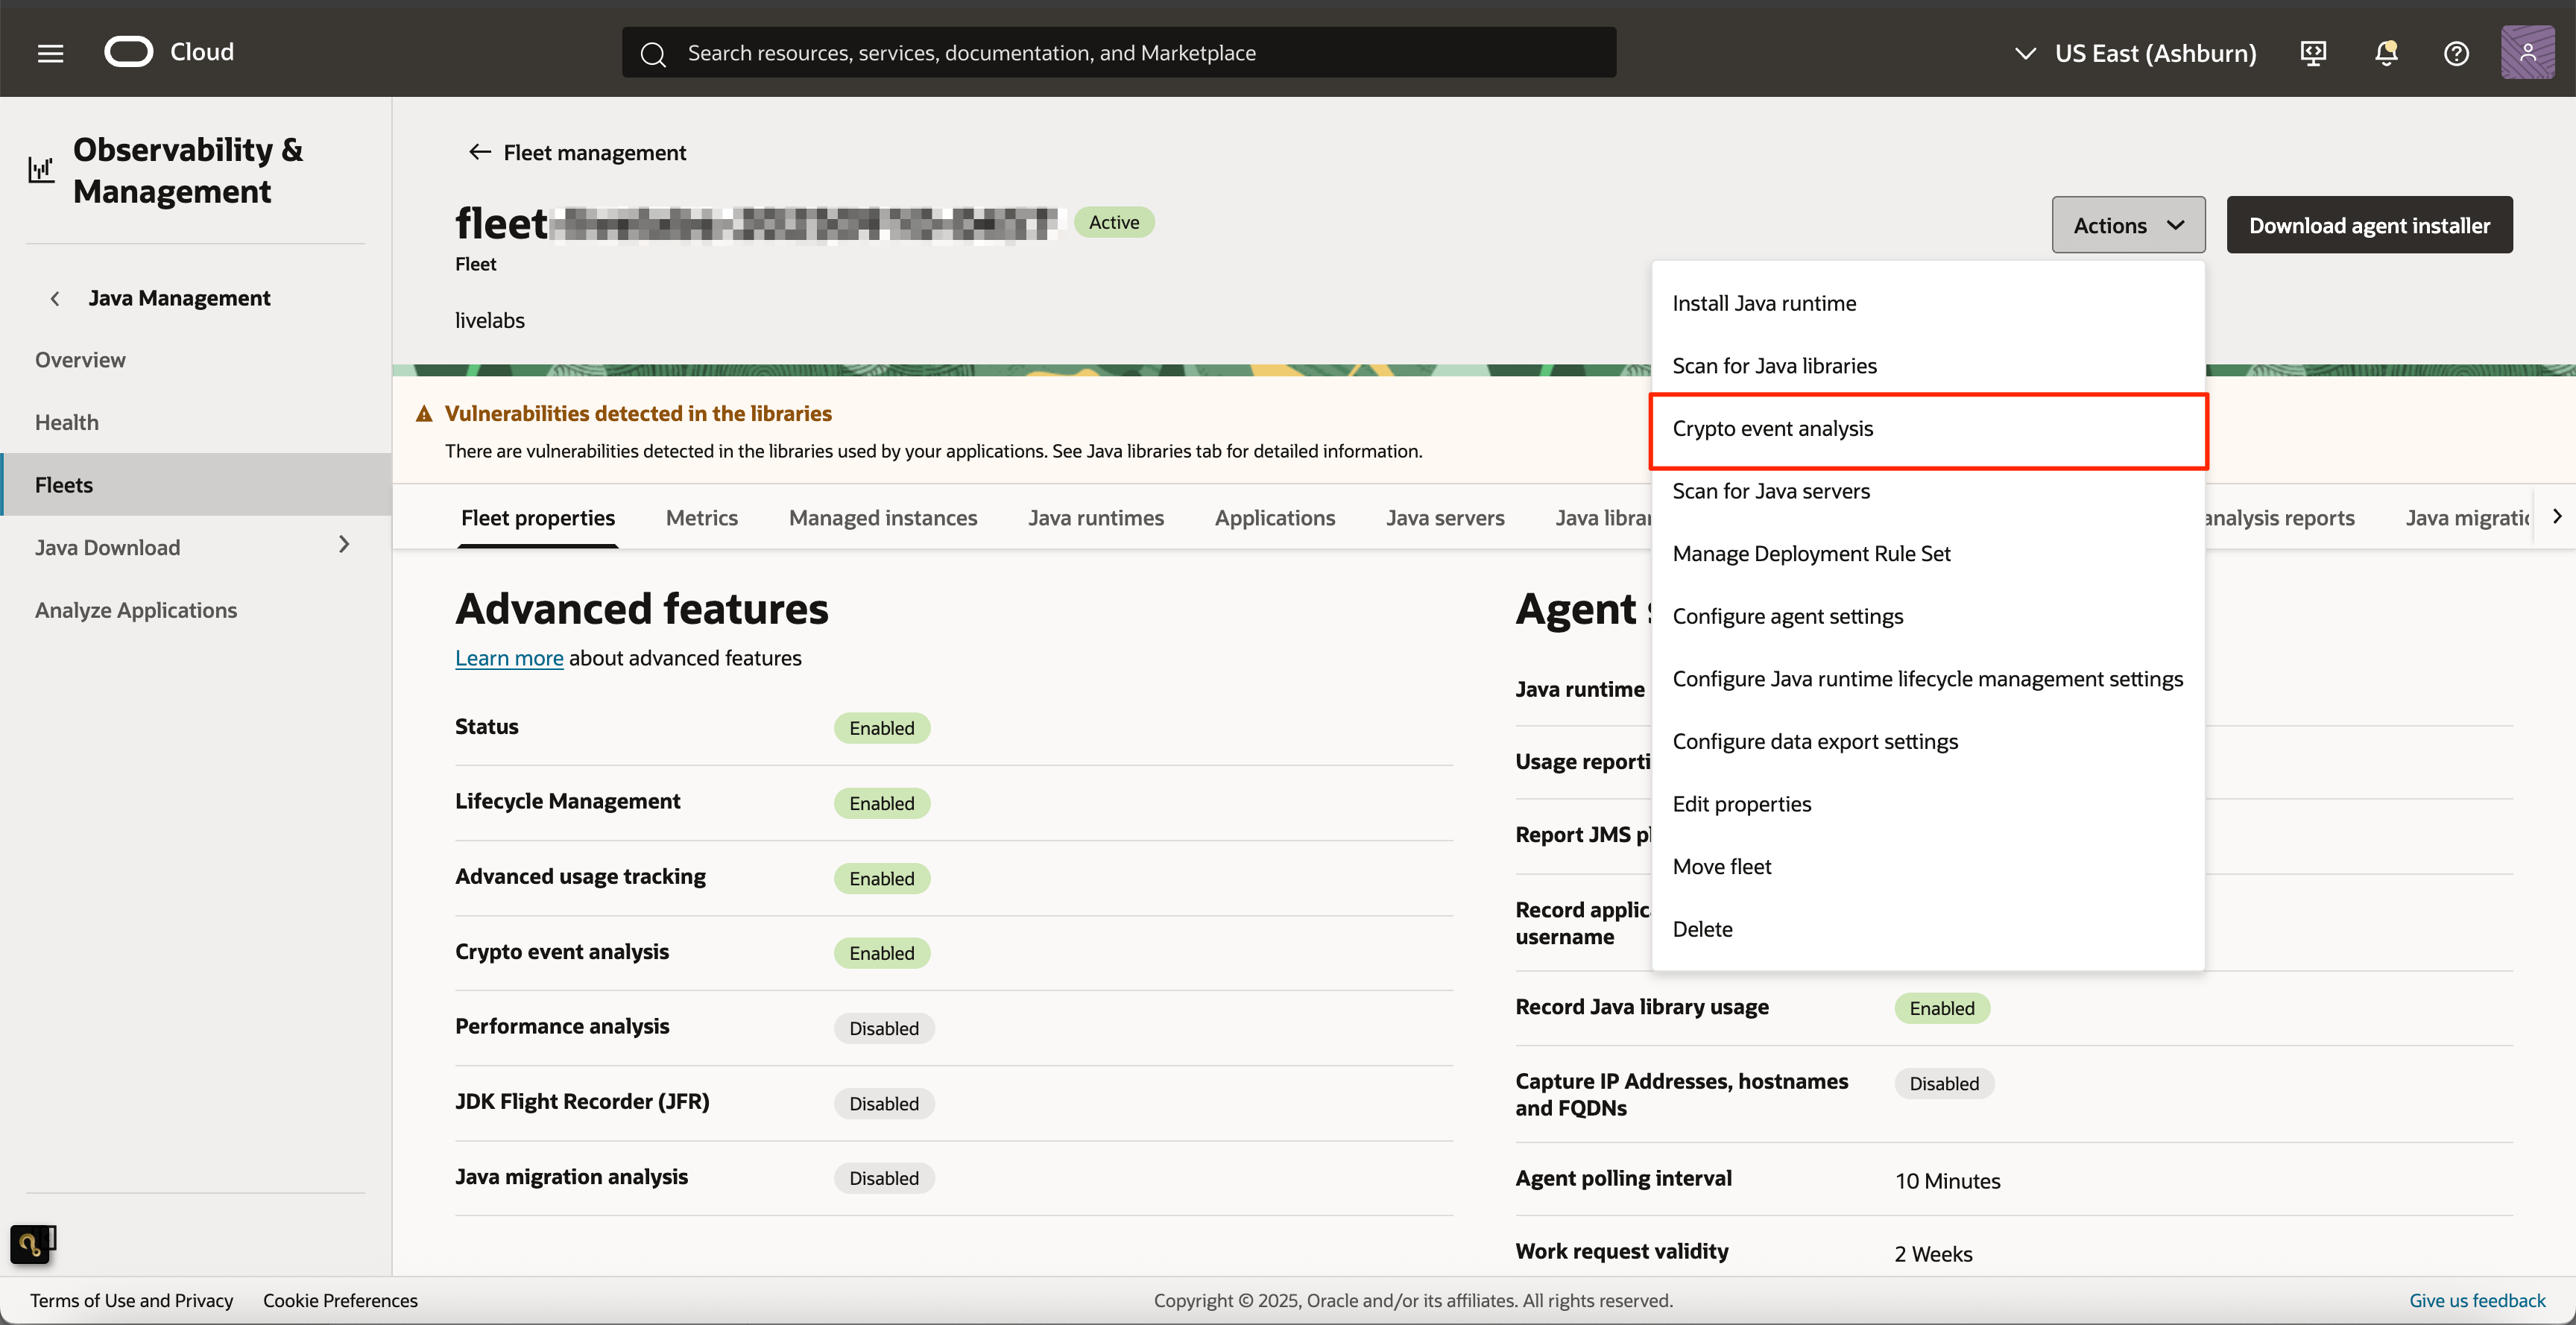 Cloud
Search resources, services, documentation, and Marketplace
US East (Ashburn)
Observability &
Management
Java Management
Overview
Health
Fleets
Java Download
Analyze Applications
Fleet management
fleet
Active
Fleet
livelabs
Actions
Download agent installer
Install Java runtime
Scan for Java libraries
Crypto event analysis
Scan for Java servers
Manage Deployment Rule Set
Configure agent settings
Configure Java runtime lifecycle management settings
Configure data export settings
Edit properties
Move fleet
Delete
Vulnerabilities detected in the libraries
There are vulnerabilities detected in the libraries used by your applications. See Java libraries tab for detailed information.
Fleet properties Metrics Managed instances Java runtimes Applications Java servers Java librar analysis reports Java migratic
Advanced features
Learn more about advanced features
Status Enabled
Lifecycle Management Enabled
Advanced usage tracking Enabled
Crypto event analysis Enabled
Performance analysis Disabled
JDK Flight Recorder (JFR) Disabled
Java migration analysis Disabled
Agent s
Java runtime
Usage reporti
Report JMS pl
Record applic
username
Record Java library usage Enabled
Capture IP Addresses, hostnames
and FQDNs
Disabled
Agent polling interval 10 Minutes
Work request validity 2 Weeks
Terms of Use and Privacy Cookie Preferences
Copyright © 2025, Oracle and/or its affiliates. All rights reserved.
Give us feedback